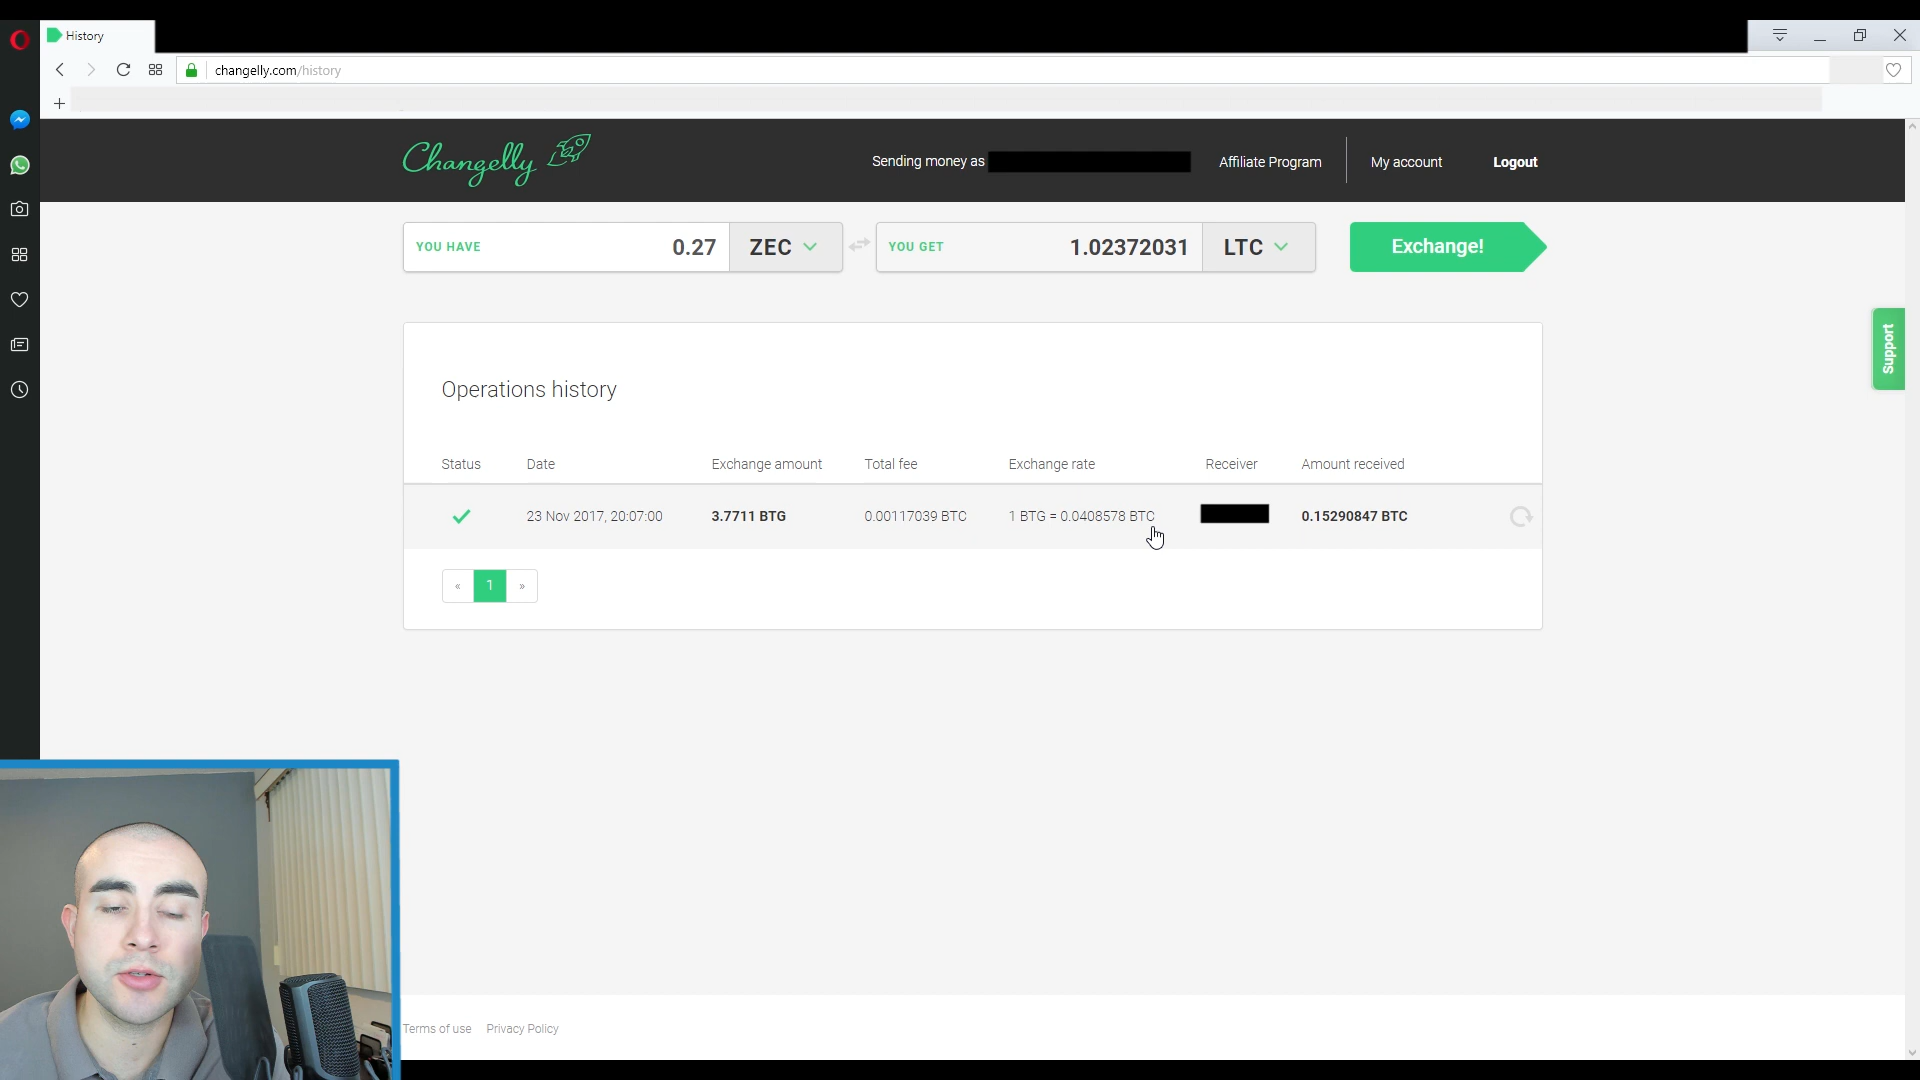 History
changelly.com/history
Changelly
Sending money as
Affiliate Program
My account
Logout
YOU HAVE 0.27 ZEC
YOU GET 1.02372031 LTC
Exchange!
Support
Operations history
Status Date Exchange amount Total fee Exchange rate Receiver Amount received
23 Nov 2017, 20:07:00 3.7711 BTG 0.00117039 BTC 1 BTG = 0.0408578 BTC 0.15290847 BTC
« 1 »
Terms of use Privacy Policy